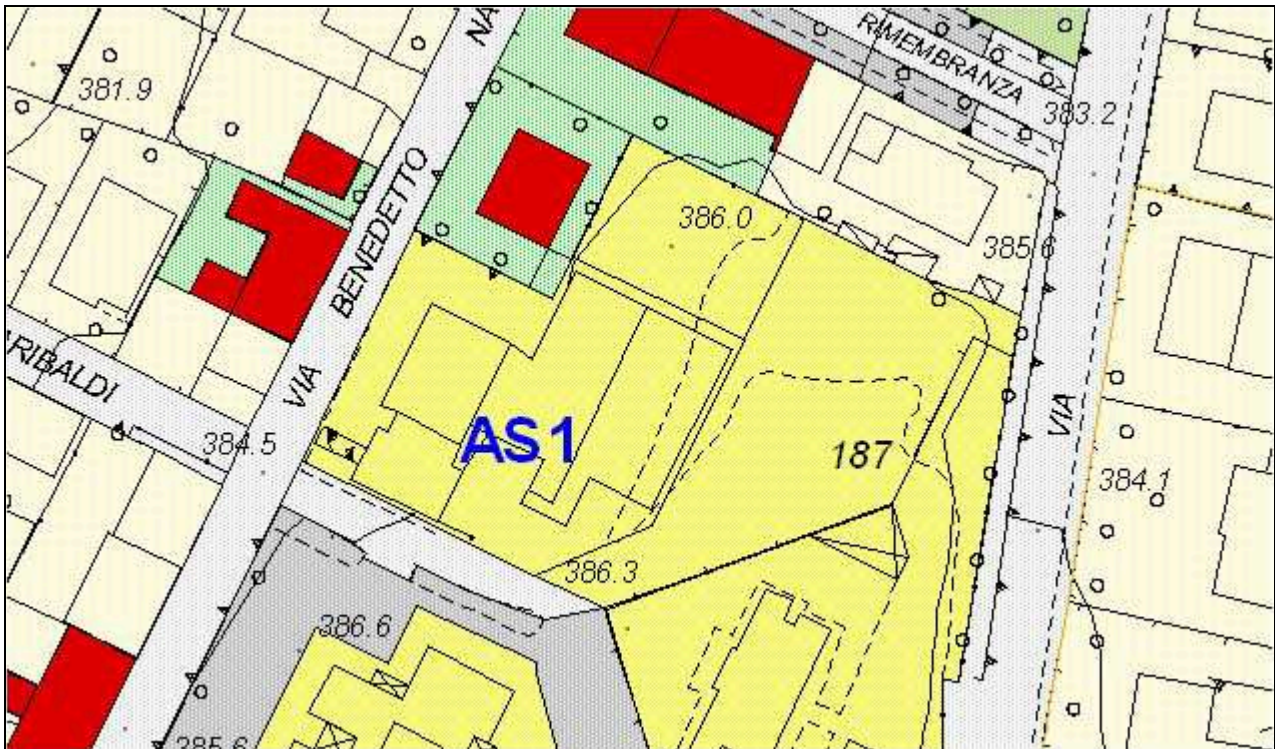 NA
RIMEMBRANZA
381.9
383.2
BENEDETTO
386.0
385.6
ARIBALDI
VIA
VIA
384.5
AS1
187
384.1
386.3
386.6
385.6